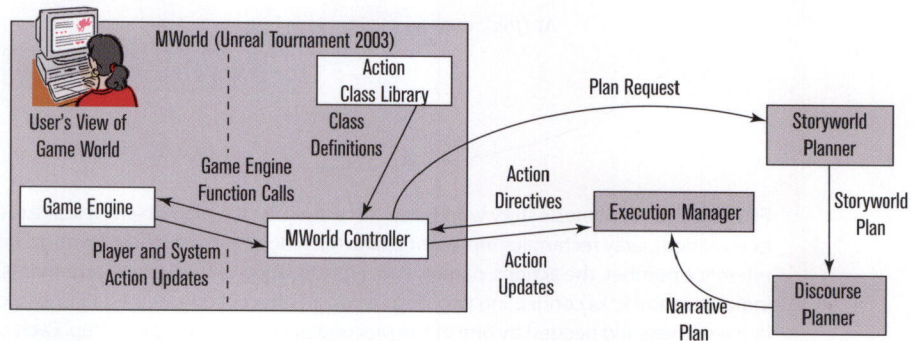 MWorld (Unreal Tournament 2003)
Action
Class Library
User's View of
Game World
Class
Definitions
Plan Request
Storyworld
Planner
Game Engine
Function Calls
Game Engine
MWorld Controller
Action
Directives
Execution Manager
Storyworld
Plan
Player and System
Action Updates
Action
Updates
Narrative
Plan
Discourse
Planner